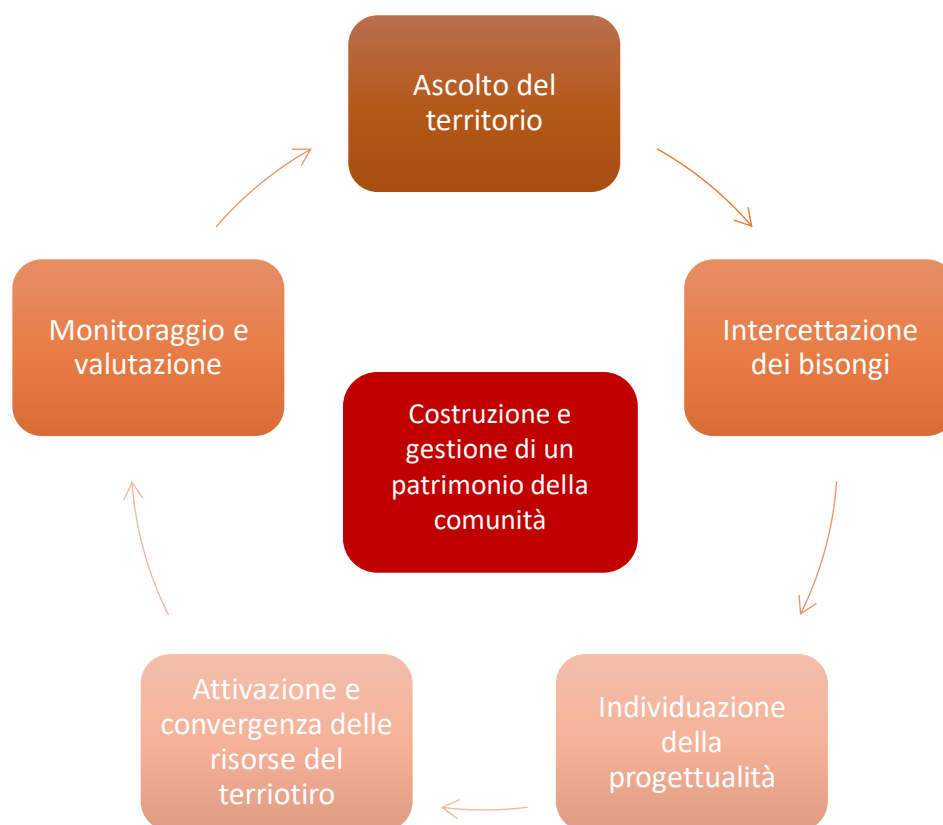 Ascolto del
territorio
Monitoraggio e
valutazione
Intercettazione
dei bisongi
Costruzione e
gestione di un
patrimonio della
comunità
Attivazione e
convergenza delle
risorse del
terriotiro
Individuazione
della
progettualità